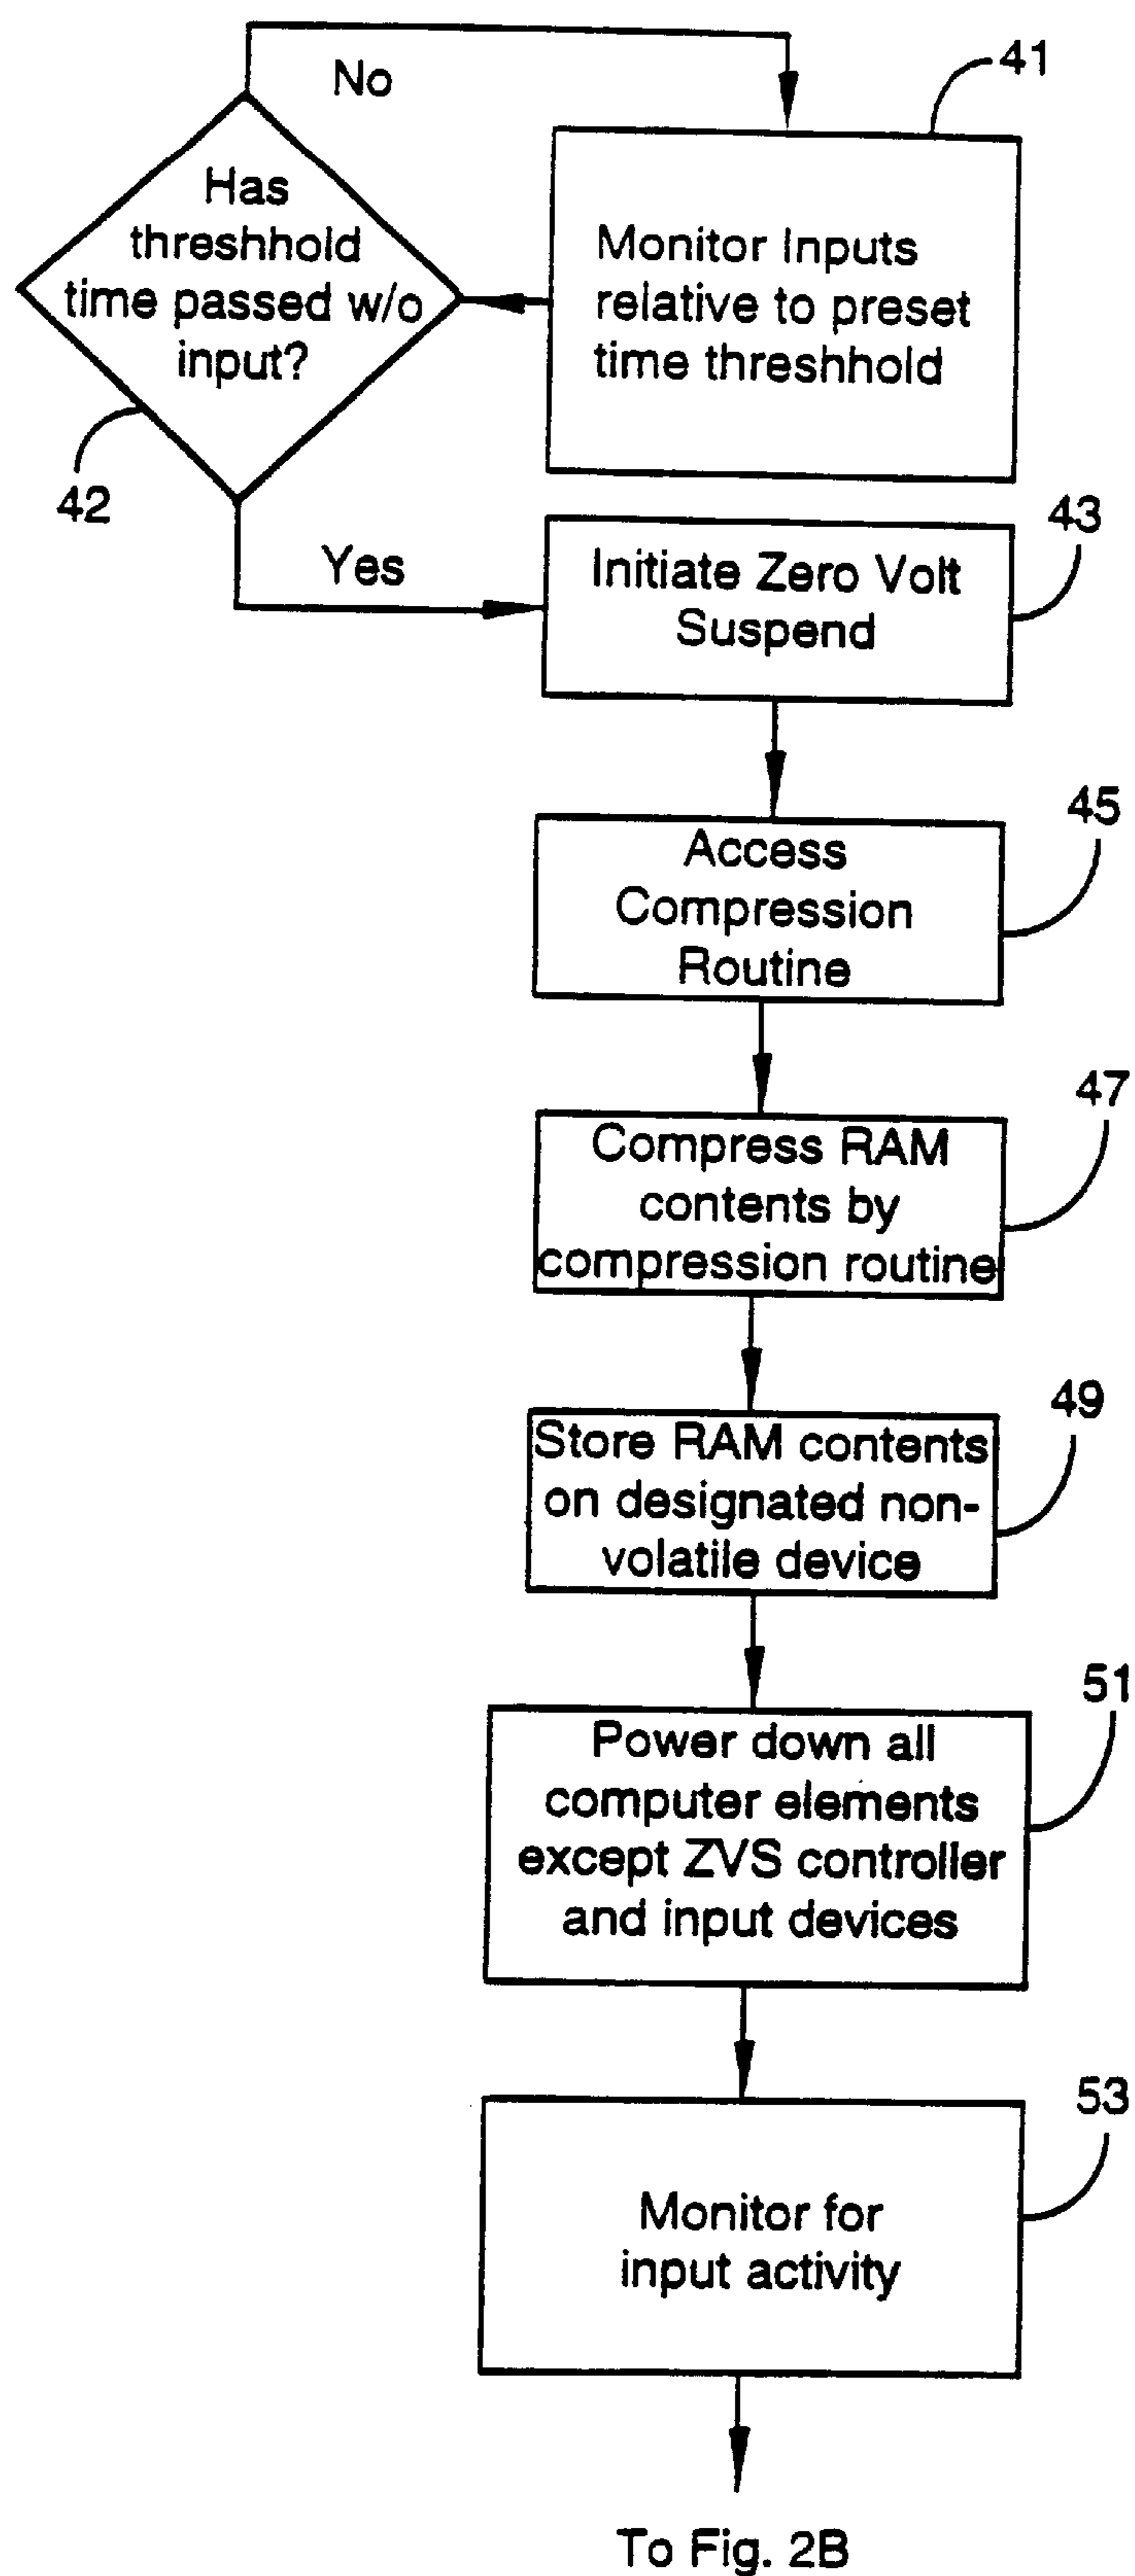 No
41
Has
threshhold
time passed w/o
input?
Monitor Inputs
relative to preset
time threshhold
42
Yes
43
Initiate Zero Volt
Suspend
45
Access
Compression
Routine
47
Compress RAM
contents by
compression routine
49
Store RAM contents
on designated non-
volatile device
51
Power down all
computer elements
except ZVS controller
and input devices
53
Monitor for
input activity
To Fig. 2B